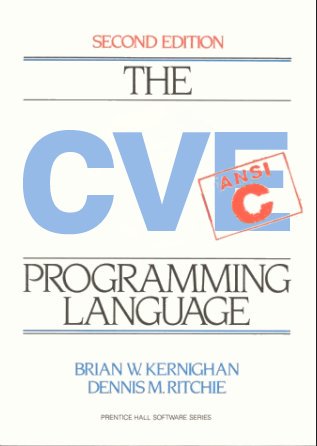 SECOND EDITION
THE
CVE
ANSI
C
PROGRAMMING
LANGUAGE
BRIAN W. KERNIGHAN
DENNIS M. RITCHIE
PRENTICE HALL SOFTWARE SERIES